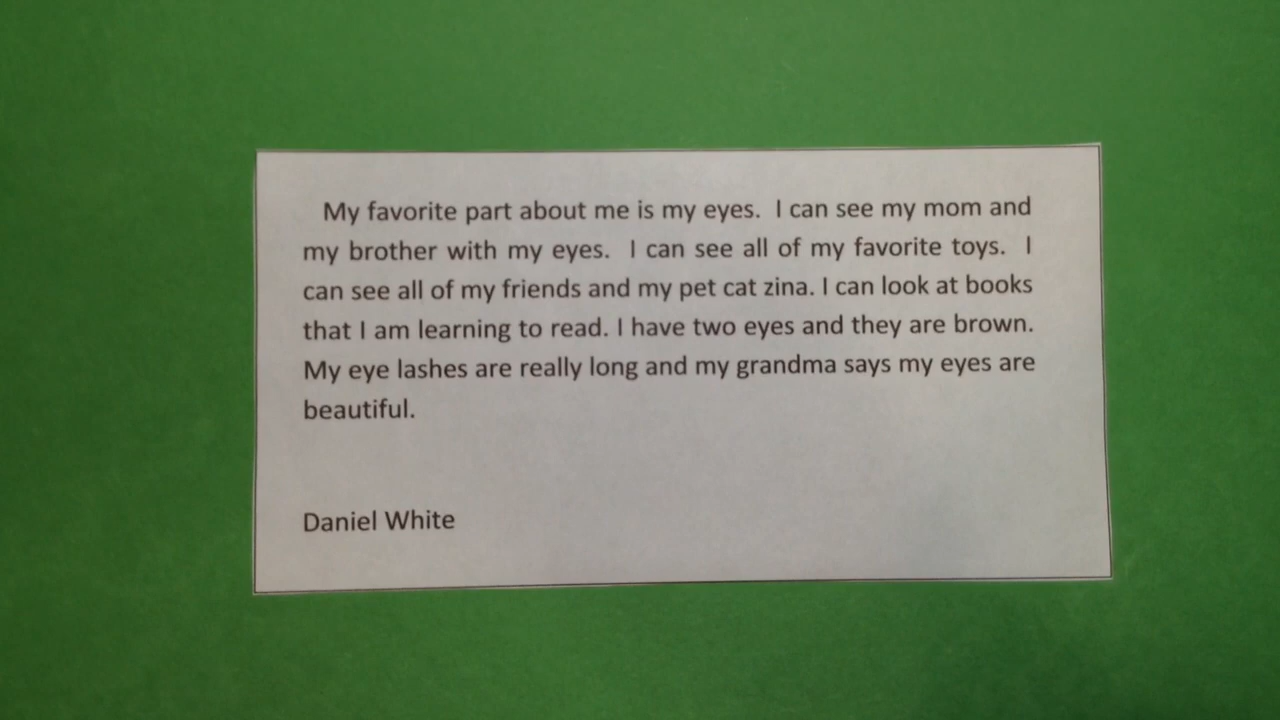 My favorite part about me is my eyes.  I can see my mom and
my brother with my eyes.  I can see all of my favorite toys.  I
can see all of my friends and my pet cat zina. I can look at books
that I am learning to read. I have two eyes and they are brown.
My eye lashes are really long and my grandma says my eyes are
beautiful.
Daniel White